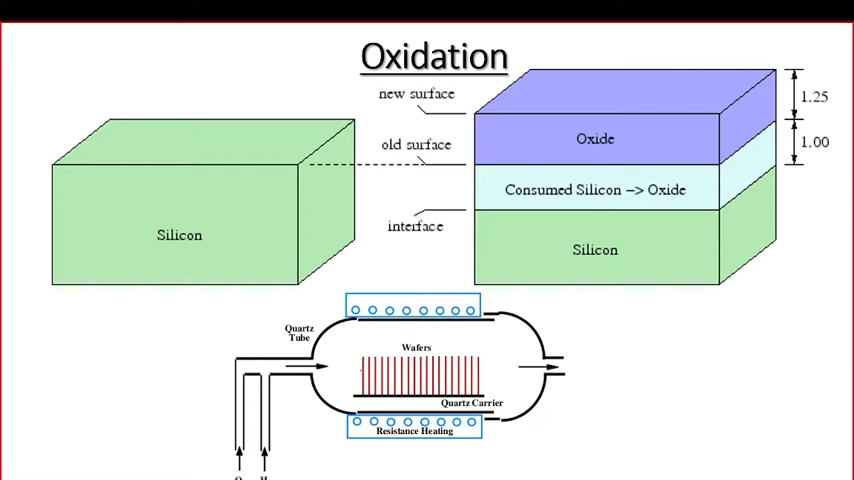 Oxidation
new surface
1.25
Oxide
old surface
1.00
Consumed Silicon -> Oxide
interface
Silicon
Silicon
Quartz
Tube
Wafers
Quartz Carrier
Resistance Heating